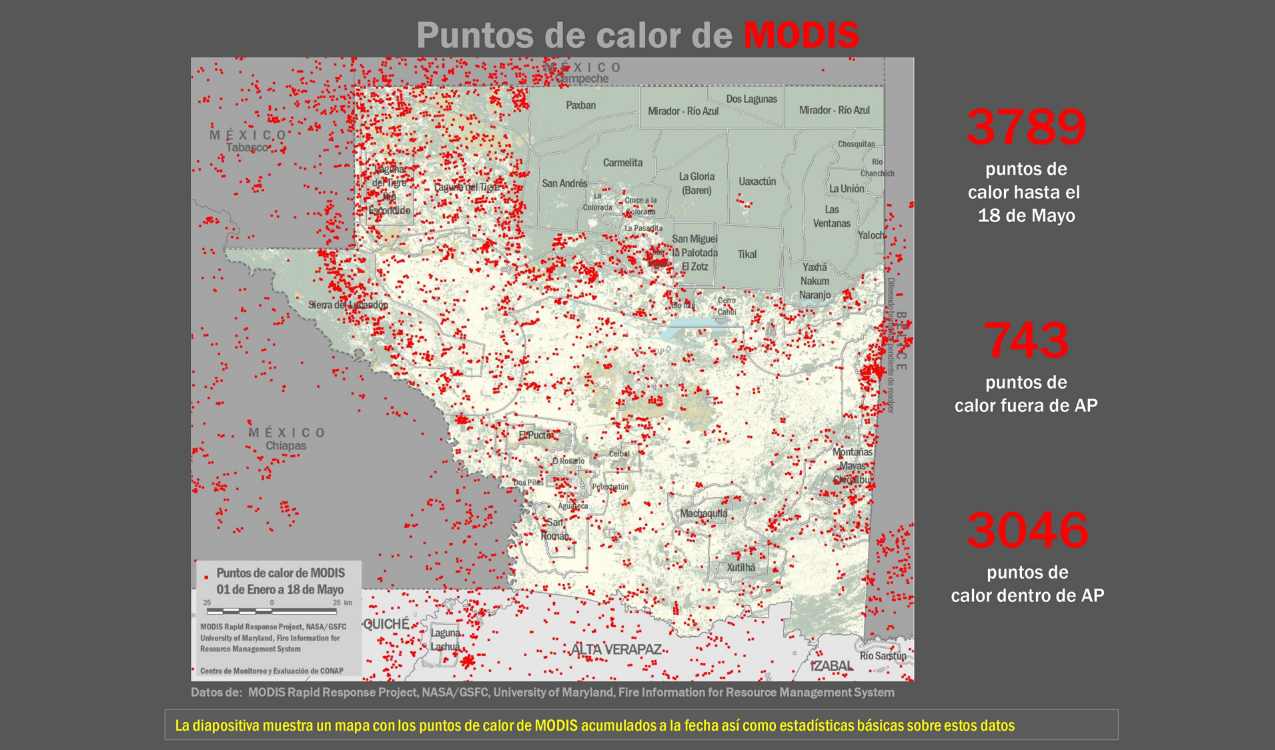 Puntos de calor de MODIS
MÉXICO
Campeche
Paxban
Mirador - Río Azul
Dos Lagunas
Mirador - Río Azul
MÉXICO
Tabasco
Chosquitan
Río
Chanchich
Laguna
del Tigre
Río
Escondido
Laguna del Tigre
San Andrés
Carmelita
La Gloria
(Baren)
Uaxactún
La Unión
La
Colorada
Cruce a la
Colorada
La Pasadita
Las
Ventanas
Yaloch
San Miguel
la Palotada
El Zotz
Tikal
Yaxhá
Nakum
Naranjo
Sierra del Lacandón
Bio Itzá
Cerro
Cahuí
BELICE
MÉXICO
Chiapas
El Pucté
El Rosario
Ceibal
Dos Pilas
Petexbatún
Aguateca
San
Román
Machaquila
Xutilhá
Montañas
Mayas
Chiquibul
Puntos de calor de MODIS
01 de Enero a 18 de Mayo
25 0 25 km
MODIS Rapid Response Project, NASA/GSFC
University of Maryland, Fire Information for
Resource Management System
Centro de Monitoreo y Evaluación de CONAP
QUICHÉ
Laguna
Lachuá
ALTA VERAPAZ
IZABAL
Río Sarstún
3789
puntos de
calor hasta el
18 de Mayo
743
puntos de
calor fuera de AP
3046
puntos de
calor dentro de AP
Datos de: MODIS Rapid Response Project, NASA/GSFC, University of Maryland, Fire Information for Resource Management System
La diapositiva muestra un mapa con los puntos de calor de MODIS acumulados a la fecha así como estadísticas básicas sobre estos datos